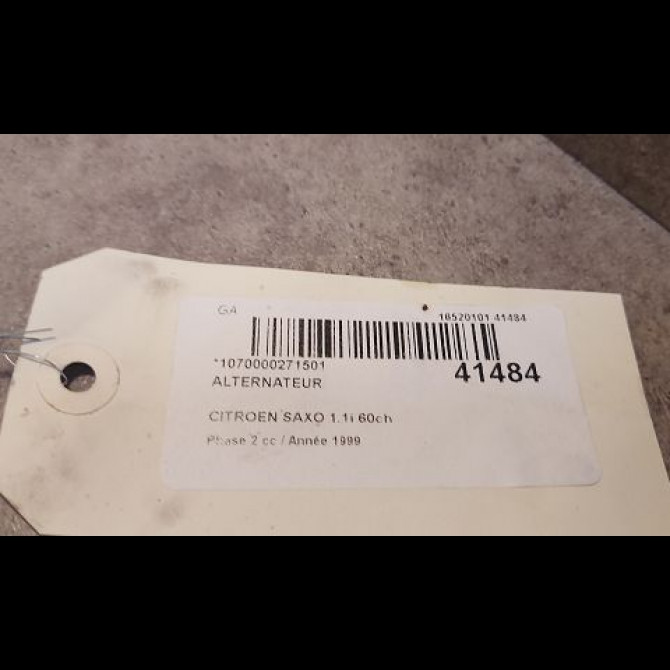 GA 16520101 41484
*1070000271501 41484
ALTERNATEUR
CITROEN SAXO 1.1i 60ch
Phase 2 cc / Année 1999